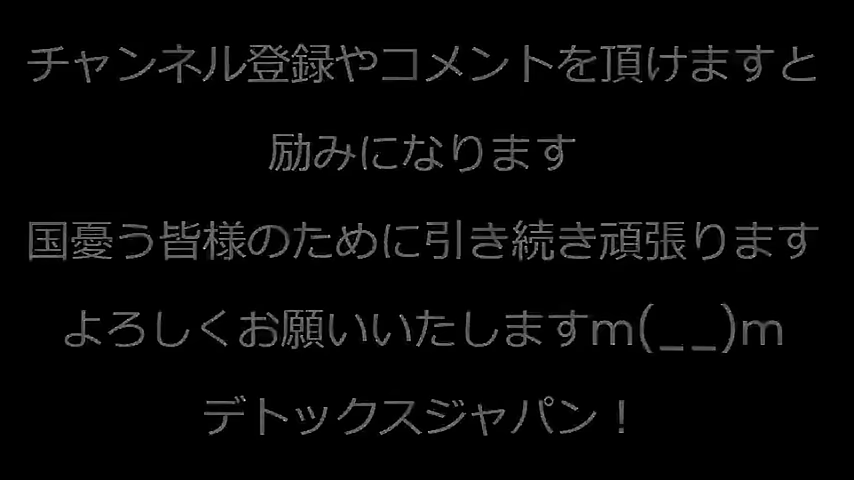 チャンネル登録やコメントを頂けますと
励みになります
国憂う皆様のために引き続き頑張ります
よろしくお願いいたしますm(__)m
デトックスジャパン！